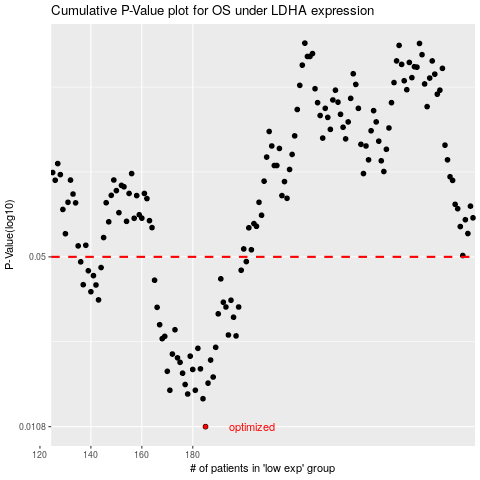 Cumulative P-Value plot for OS under LDHA expression
P-Value(log10)
0.05
0.0108
optimized
120 140 160 180
# of patients in 'low exp' group